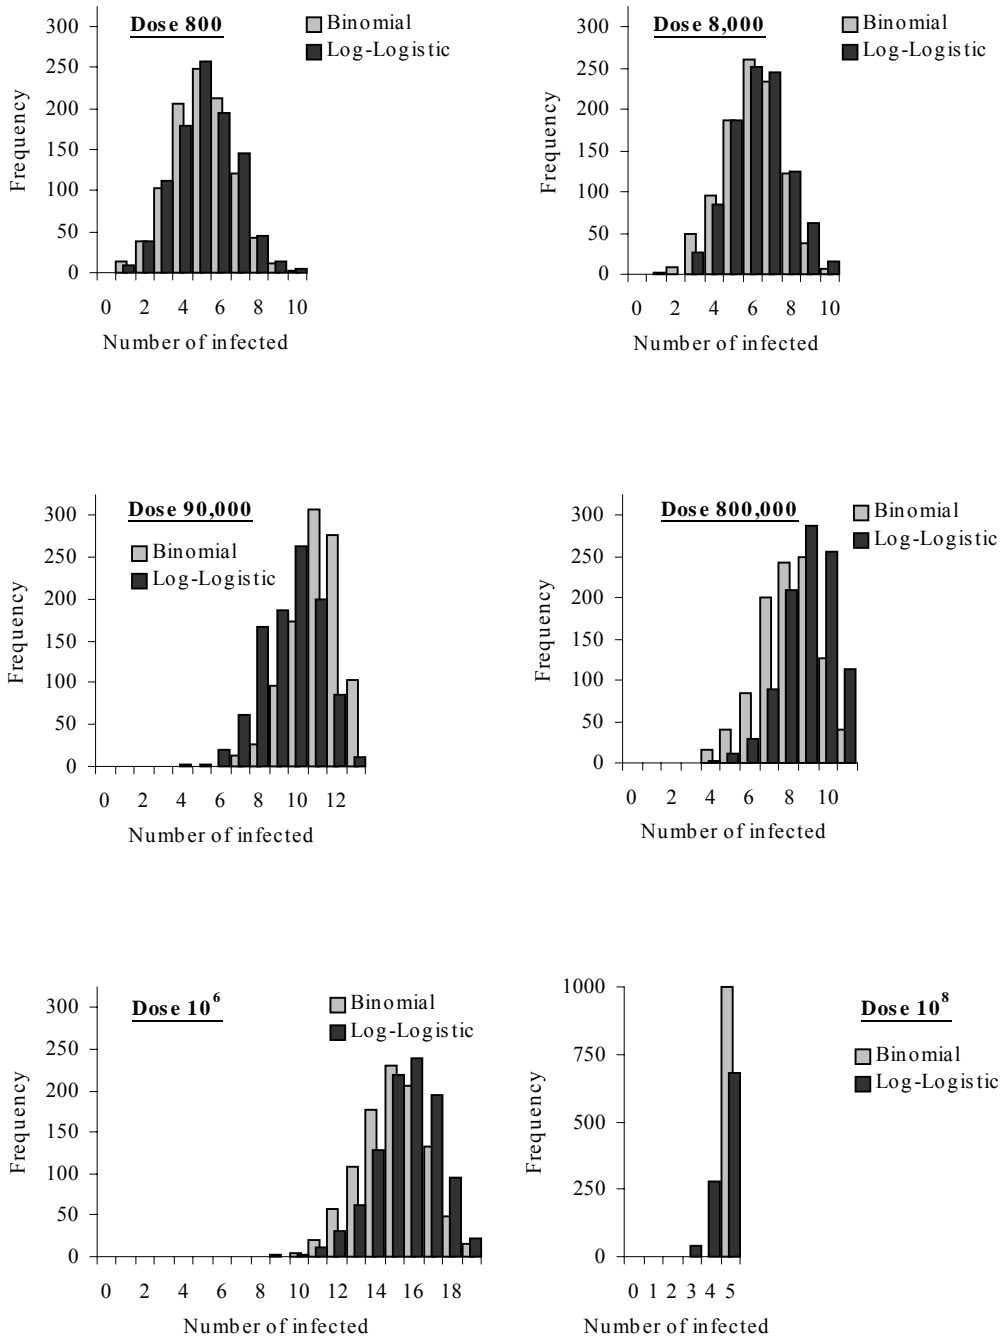 Dose 800
Binomial
Log-Logistic
Frequency
300
250
200
150
100
50
0
0 2 4 6 8 10
Number of infected
Dose 8,000
Binomial
Log-Logistic
Frequency
300
250
200
150
100
50
0
0 2 4 6 8 10
Number of infected
Dose 90,000
Binomial
Log-Logistic
Frequency
300
250
200
150
100
50
0
0 2 4 6 8 10 12
Number of infected
Dose 800,000
Binomial
Log-Logistic
Frequency
300
250
200
150
100
50
0
0 2 4 6 8 10
Number of infected
Dose 10^6
Binomial
Log-Logistic
Frequency
300
250
200
150
100
50
0
0 2 4 6 8 10 12 14 16 18
Number of infected
Dose 10^8
Binomial
Log-Logistic
Frequency
1000
750
500
250
0
0 1 2 3 4 5
Number of infected